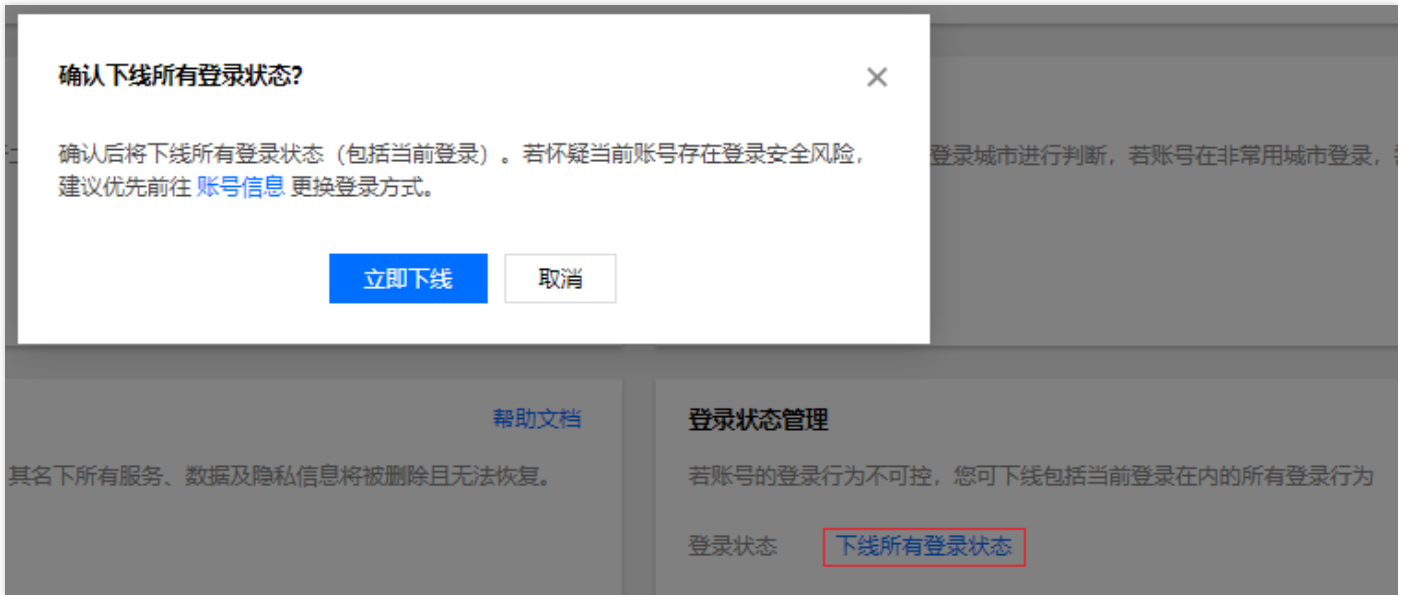 确认下线所有登录状态?
确认后将下线所有登录状态（包括当前登录）。若怀疑当前账号存在登录安全风险，
建议优先前往 账号信息 更换登录方式。
立即下线
取消
登录城市进行判断，若账号在非常用城市登录，
帮助文档
其名下所有服务、数据及隐私信息将被删除且无法恢复。
登录状态管理
若账号的登录行为不可控，您可下线包括当前登录在内的所有登录行为
登录状态
下线所有登录状态